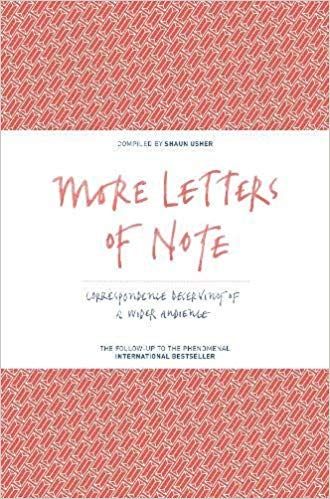 COMPILED BY SHAUN USHER
MORE LETTERS
OF NOTE
CORRESPONDENCE DESERVING OF
A WIDER AUDIENCE
THE FOLLOW-UP TO THE PHENOMENAL
INTERNATIONAL BESTSELLER